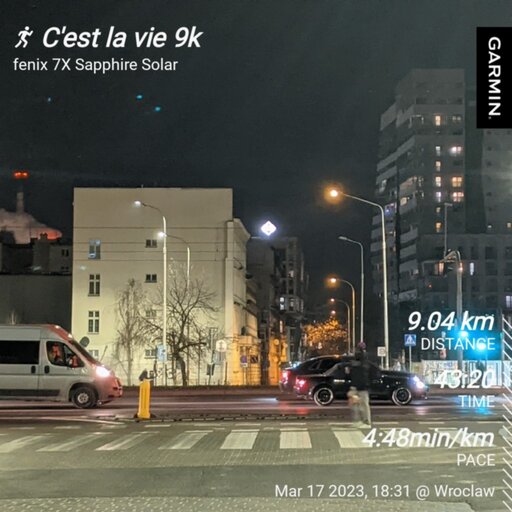 C'est la vie 9k
fenix 7X Sapphire Solar
GARMIN
9.04 km
DISTANCE
43:20
TIME
4:48min/km
PACE
Mar 17 2023, 18:31 @ Wroclaw